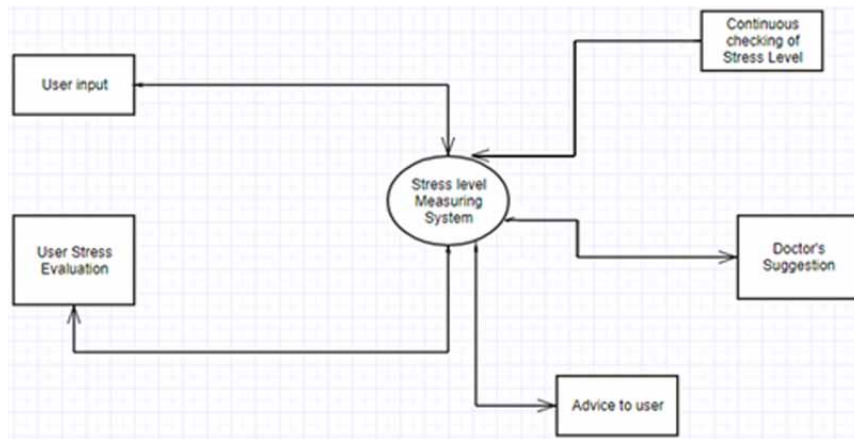 Continuous
checking of
Stress Level
User input
Stress level
Measuring
System
User Stress
Evaluation
Doctor's
Suggestion
Advice to user